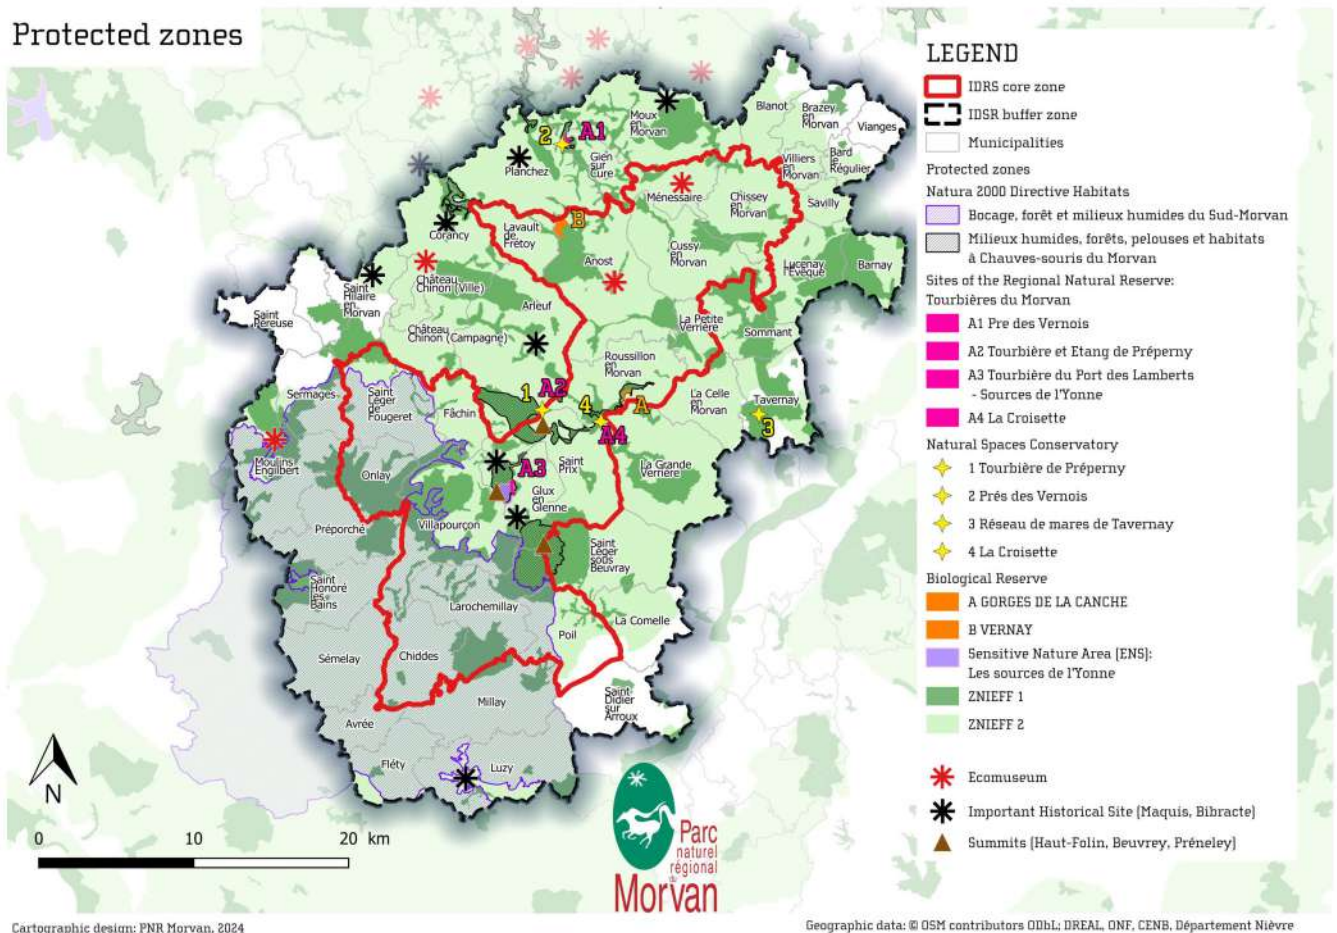 Protected zones
LEGEND
IDRS core zone
IDSR buffer zone
Municipalities
Protected zones
Natura 2000 Directive Habitats
Bocage, forêt et milieux humides du Sud-Morvan
Milieux humides, forêts, pelouses et habitats
à Chauves-souris du Morvan
Sites of the Regional Natural Reserve:
Tourbières du Morvan
A1 Pre des Vernois
A2 Tourbière et Etang de Préperny
A3 Tourbière du Port des Lamberts
- Sources de l'Yonne
A4 La Croisette
Natural Spaces Conservatory
1 Tourbière de Préperny
2 Prés des Vernois
3 Réseau de mares de Tavernay
4 La Croisette
Biological Reserve
A GORGES DE LA CANCHE
B VERNAY
Sensitive Nature Area (ENS):
Les sources de l'Yonne
ZNIEFF 1
ZNIEFF 2
Ecomuseum
Important Historical Site (Maquis, Bibracte)
Summits (Haut-Folin, Beuvrey, Préneley)
Blanot
Brazey
en
Morvan
Vianges
Moux
en
Morvan
2
A1
Gien
sur
Cure
Planchez
Villiers
en
Morvan
Bard
le
Régulier
Ménessaire
Chissey
en
Morvan
Savilly
B
Corancy
Lavault
de
Frétoy
Anost
Cussy
en
Morvan
Lucenay
l'Evêque
Barnay
Château
Chinon (Ville)
Saint
Hilaire
en
Morvan
Saint
Péreuse
Arleuf
Château
Chinon (Campagne)
La Petite
Verrière
Sommant
Roussillon
en
Morvan
Sermages
Saint
Léger
de
Fougeret
Fâchin
1
A2
4
A
A4
La Celle
en
Morvan
Tavernay
3
Moulins
Engilbert
Onlay
A3
Saint
Prix
La Grande
Verrière
Glux
en
Glenne
Préporché
Villapourçon
Saint
Léger
sous
Beuvray
Saint
Honoré
les
Bains
Larochemillay
La Comelle
Poil
Sémelay
Chiddes
Saint
Didier
sur
Arroux
Millay
Avrée
Fléty
Luzy
N
0 10 20 km
Parc
naturel
régional
du
Morvan
Cartographic design: PNR Morvan, 2024
Geographic data: © OSM contributors ODbL; DREAL, ONF, CENB, Département Nièvre